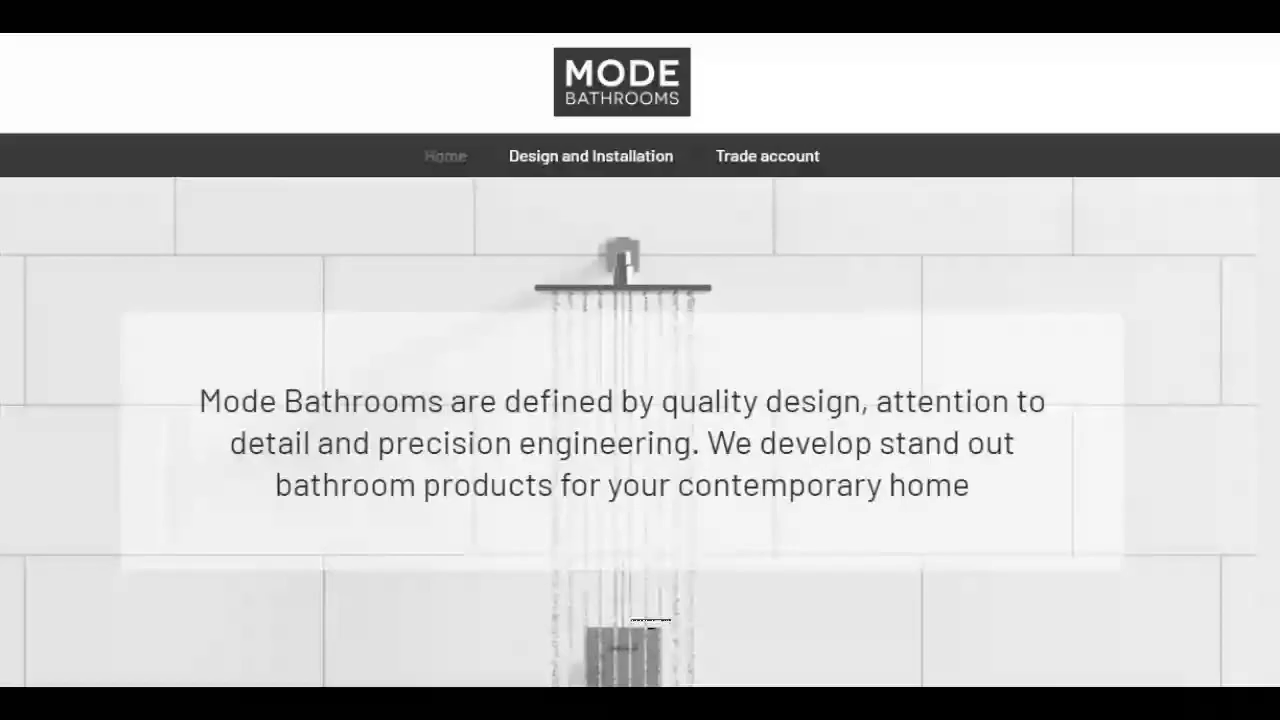 MODE
BATHROOMS
Home
Design and Installation
Trade account
Mode Bathrooms are defined by quality design, attention to
detail and precision engineering. We develop stand out
bathroom products for your contemporary home